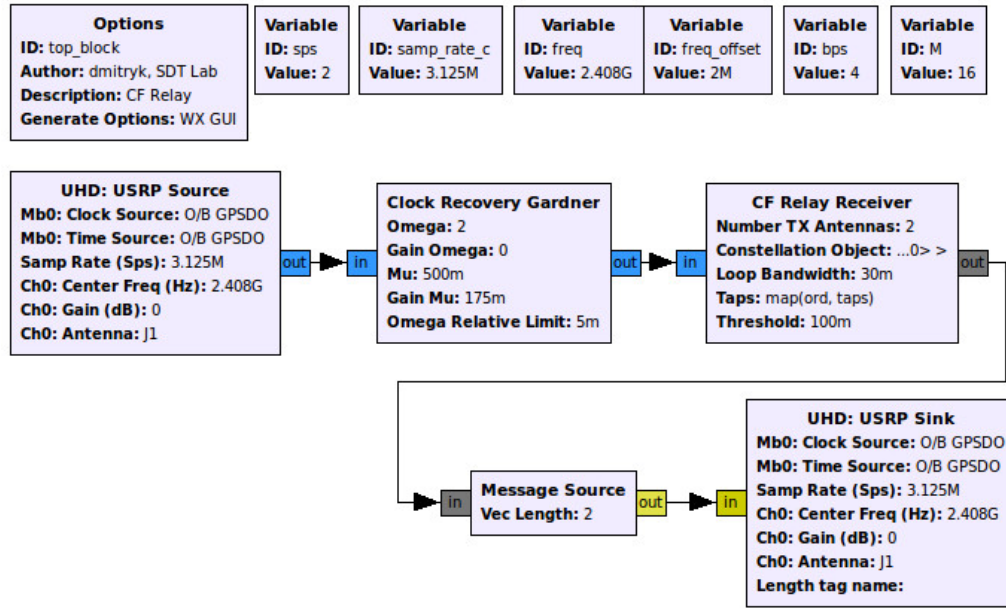 Options
ID: top_block
Author: dmitryk, SDT Lab
Description: CF Relay
Generate Options: WX GUI
Variable
ID: sps
Value: 2
Variable
ID: samp_rate_c
Value: 3.125M
Variable
ID: freq
Value: 2.408G
Variable
ID: freq_offset
Value: 2M
Variable
ID: bps
Value: 4
Variable
ID: M
Value: 16
UHD: USRP Source
Mb0: Clock Source: O/B GPSDO
Mb0: Time Source: O/B GPSDO
Samp Rate (Sps): 3.125M
Ch0: Center Freq (Hz): 2.408G
Ch0: Gain (dB): 0
Ch0: Antenna: J1
out
in
Clock Recovery Gardner
Omega: 2
Gain Omega: 0
Mu: 500m
Gain Mu: 175m
Omega Relative Limit: 5m
out
in
CF Relay Receiver
Number TX Antennas: 2
Constellation Object: ...0> >
Loop Bandwidth: 30m
Taps: map(ord, taps)
Threshold: 100m
out
in
Message Source
Vec Length: 2
out
in
UHD: USRP Sink
Mb0: Clock Source: O/B GPSDO
Mb0: Time Source: O/B GPSDO
Samp Rate (Sps): 3.125M
Ch0: Center Freq (Hz): 2.408G
Ch0: Gain (dB): 0
Ch0: Antenna: J1
Length tag name: